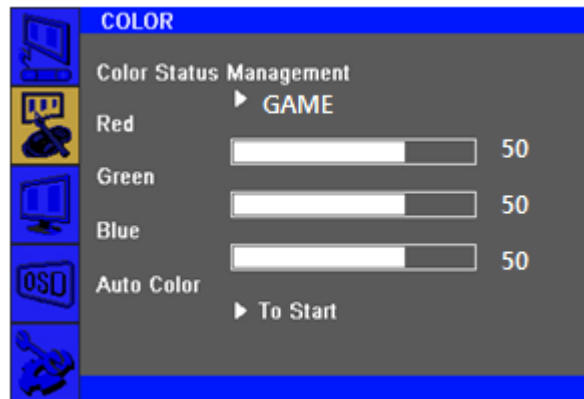 COLOR
Color Status Management
GAME
Red
50
Green
50
Blue
50
Auto Color
To Start
OSD